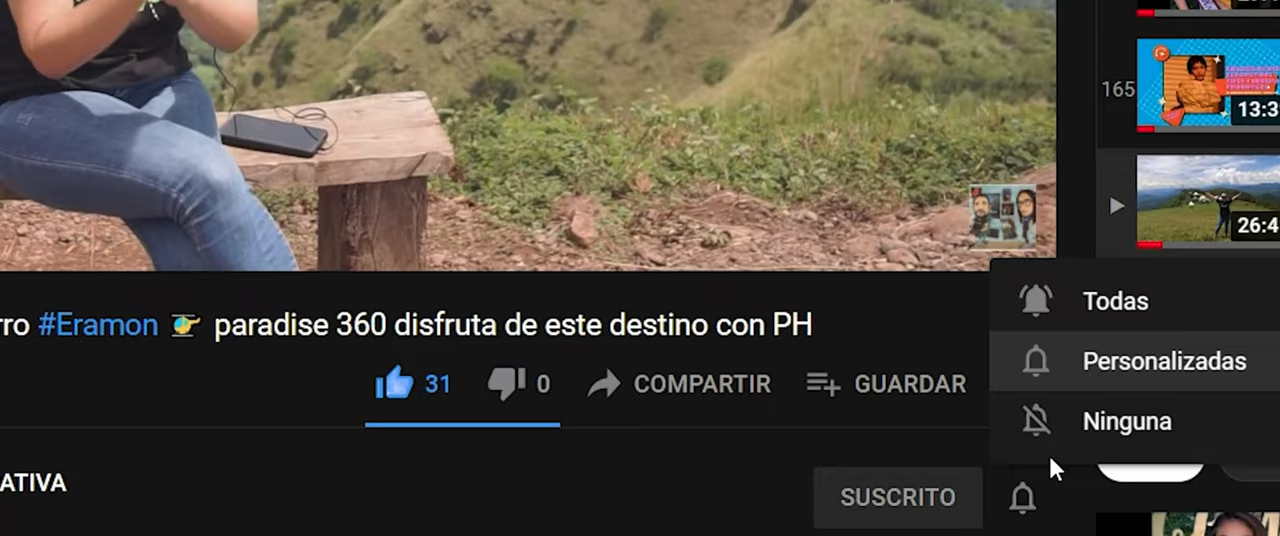 165
13:3
26:4
rro #Eramon paradise 360 disfruta de este destino con PH
31 0 COMPARTIR GUARDAR
Todas
Personalizadas
Ninguna
ATIVA
SUSCRITO